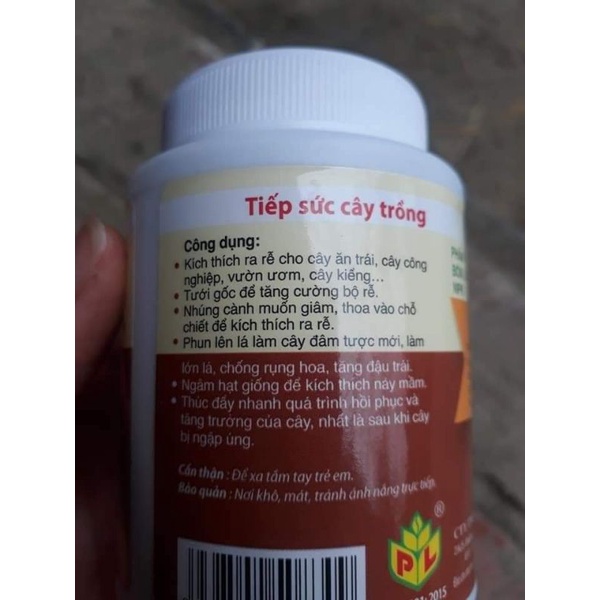 Tiếp sức cây trồng
Công dụng:
• Kích thích ra rễ cho cây ăn trái, cây công
nghiệp, vườn ươm, cây kiểng...
• Tưới gốc để tăng cường bộ rễ.
• Nhúng cành muốn giâm, thoa vào chỗ
chiết để kích thích ra rễ.
• Phun lên lá làm cây đâm tược mới, làm
lớn lá, chống rụng hoa, tăng đậu trái.
• Ngâm hạt giống để kích thích nảy mầm.
• Thúc đẩy nhanh quá trình hồi phục và
tăng trưởng của cây, nhất là sau khi cây
bị ngập úng.
Cẩn thận : Để xa tầm tay trẻ em.
Bảo quản : Nơi khô, mát, tránh ánh nắng trực tiếp.
PL ®
2015